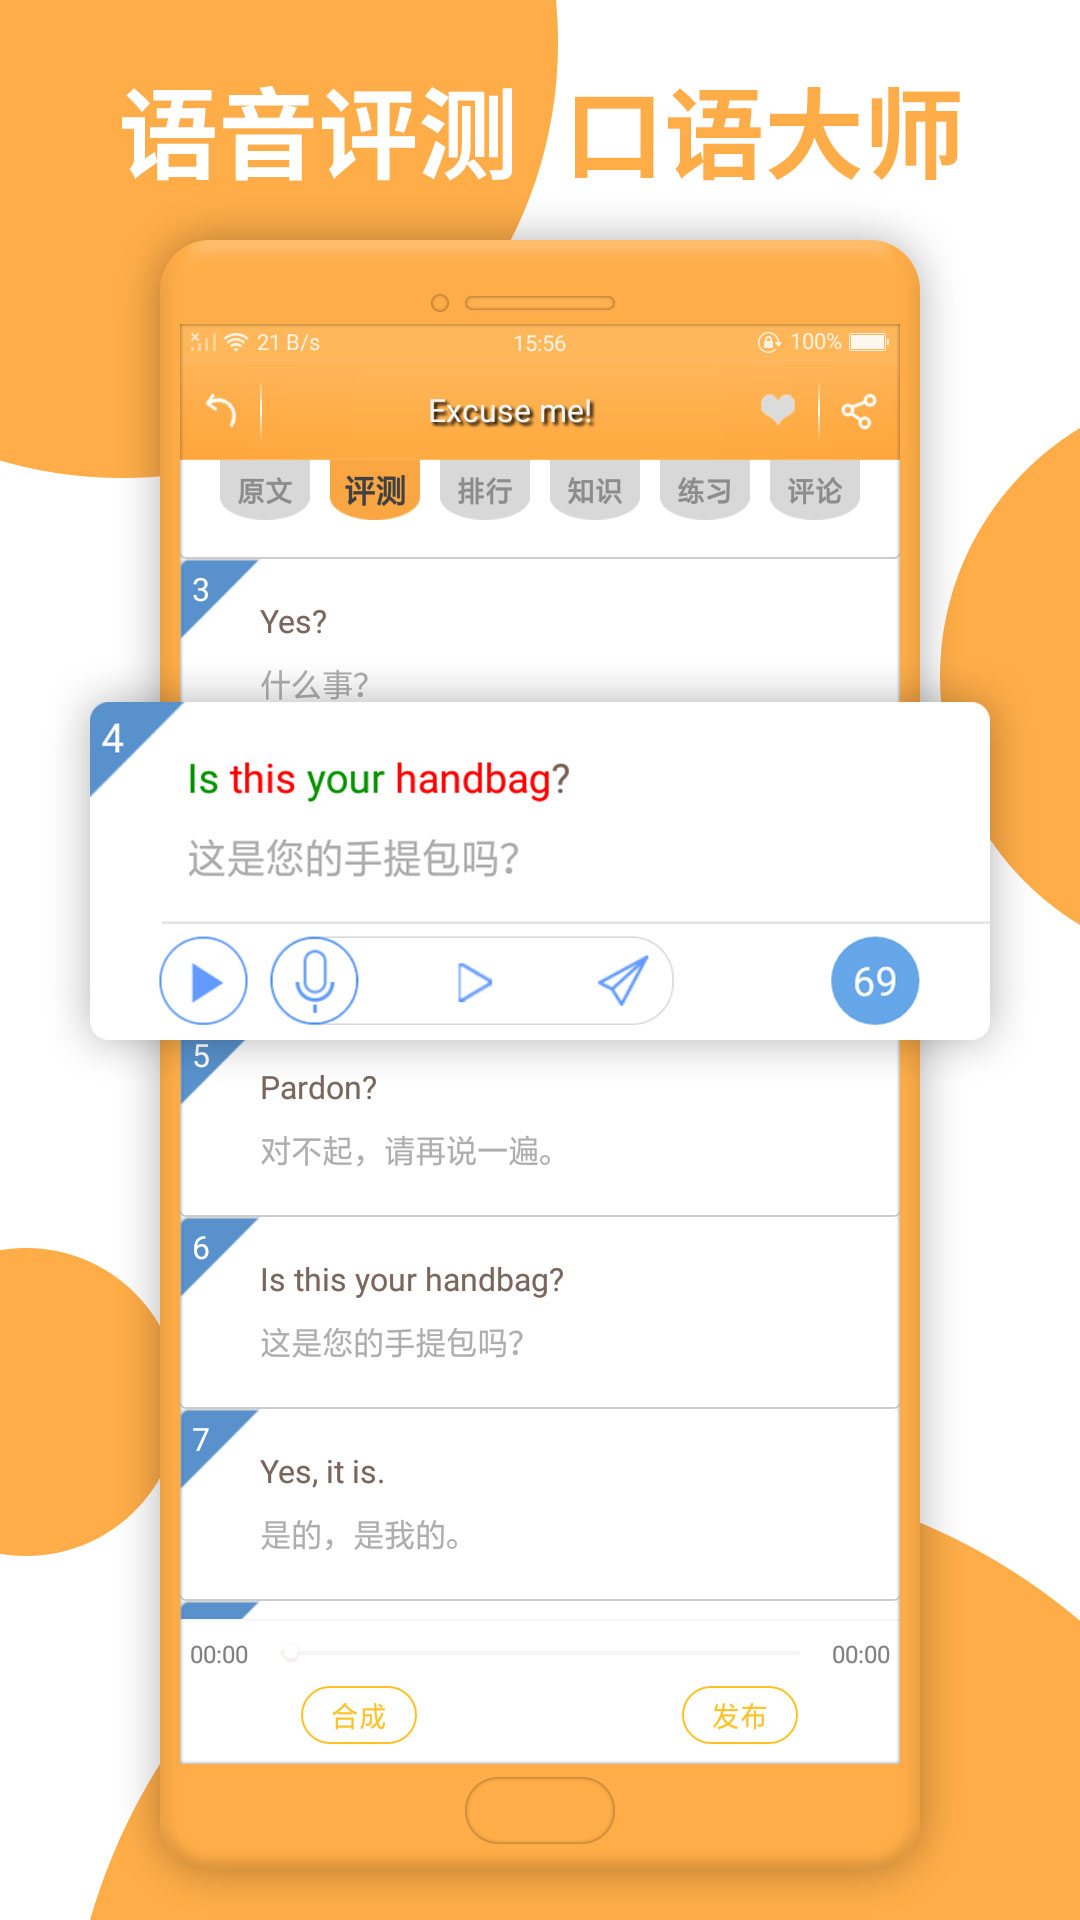 语音评测 口语大师
21 B/s 15:56 100%
Excuse me!
原文 评测 排行 知识 练习 评论
3
Yes?
什么事?
4
Is this your handbag?
这是您的手提包吗?
69
5
Pardon?
对不起，请再说一遍。
6
Is this your handbag?
这是您的手提包吗?
7
Yes, it is.
是的，是我的。
00:00 00:00
合成 发布